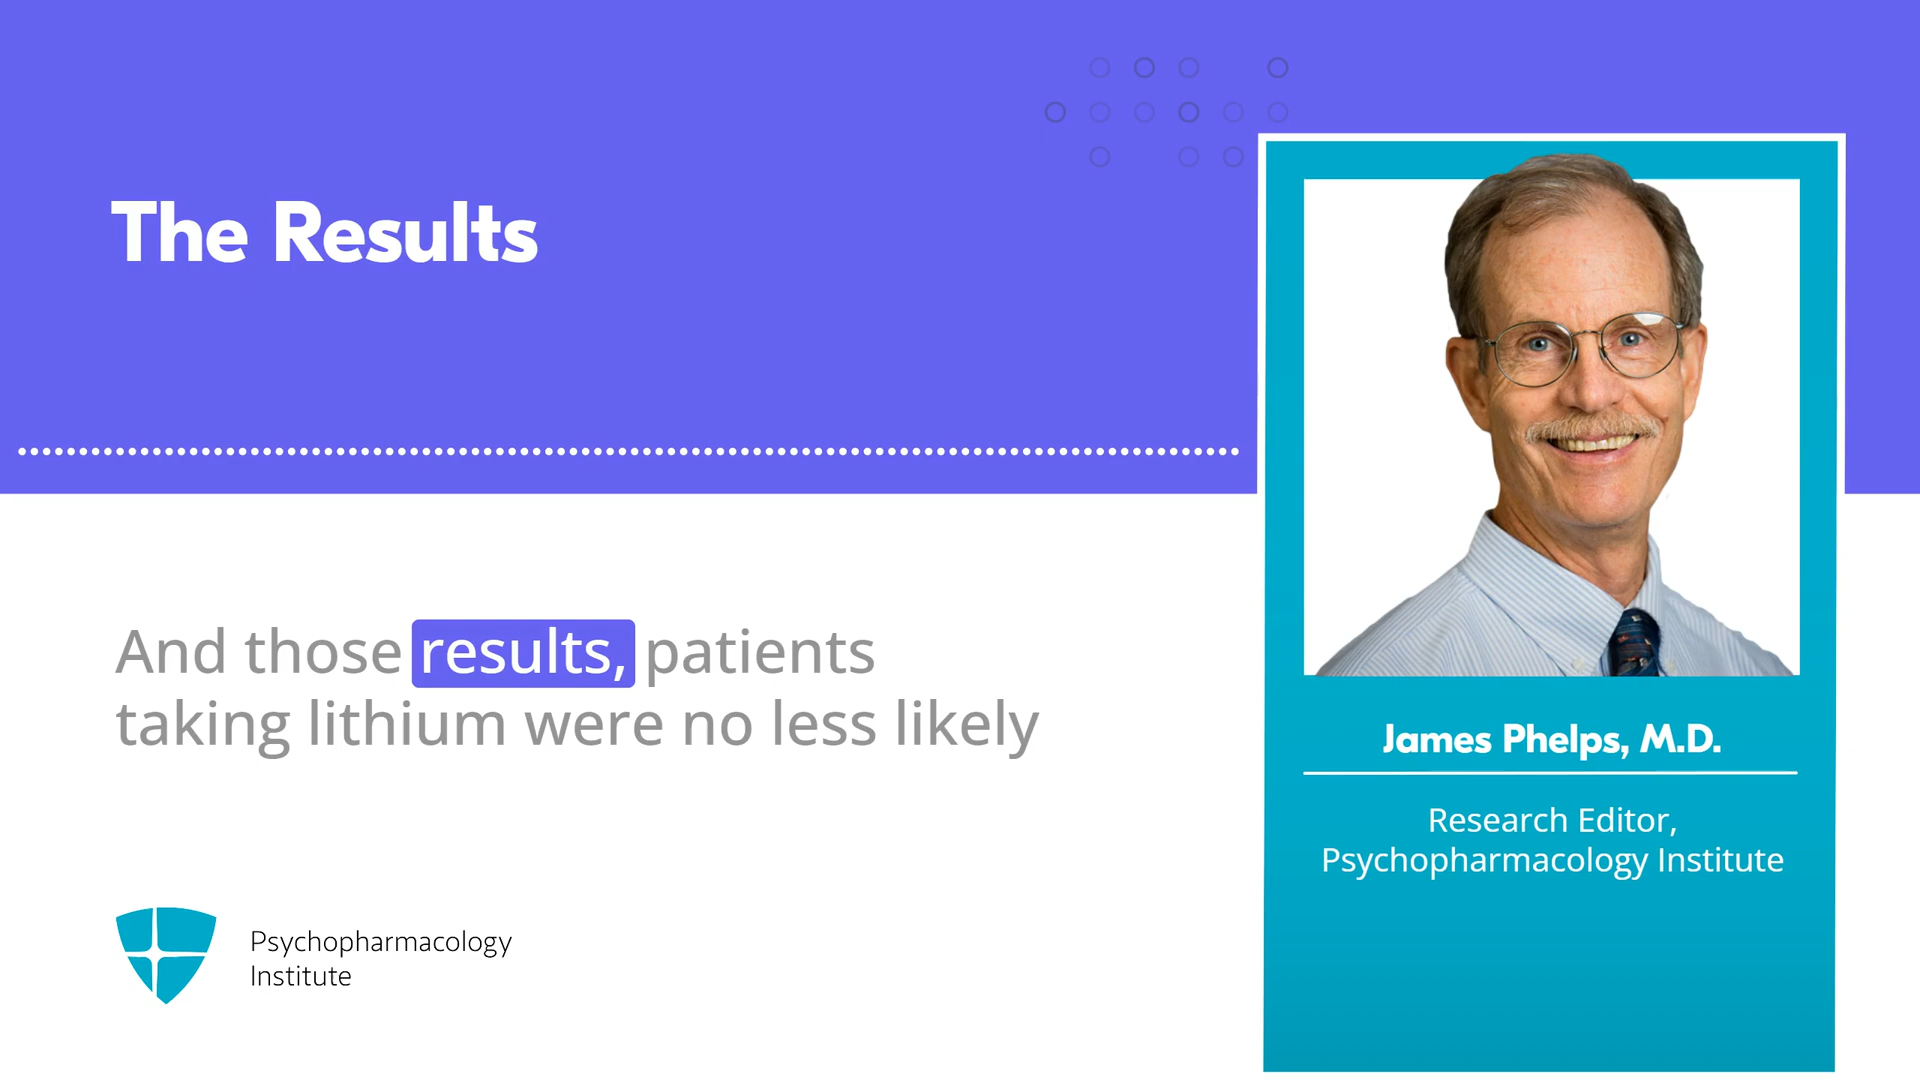 The Results
And those results, patients
taking lithium were no less likely
James Phelps, M.D.
Research Editor,
Psychopharmacology Institute
Psychopharmacology
Institute